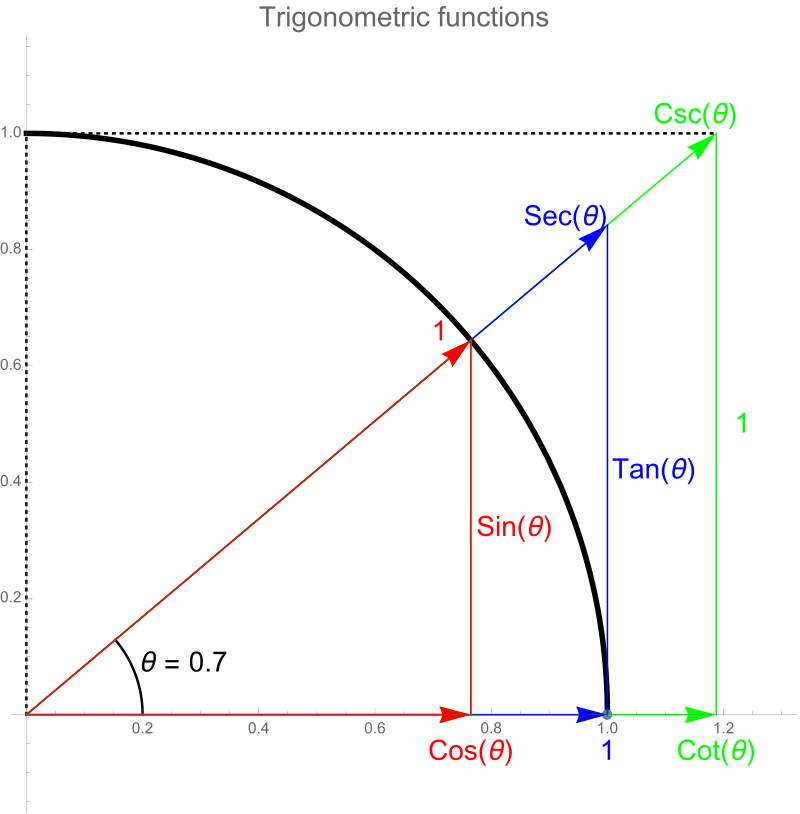 Trigonometric functions
Csc(θ)
1.0
Sec(θ)
0.8
1
0.6
1
0.4
Tan(θ)
Sin(θ)
0.2
θ = 0.7
0.2 0.4 0.6 0.8 1.0 1.2
Cos(θ) 1 Cot(θ)